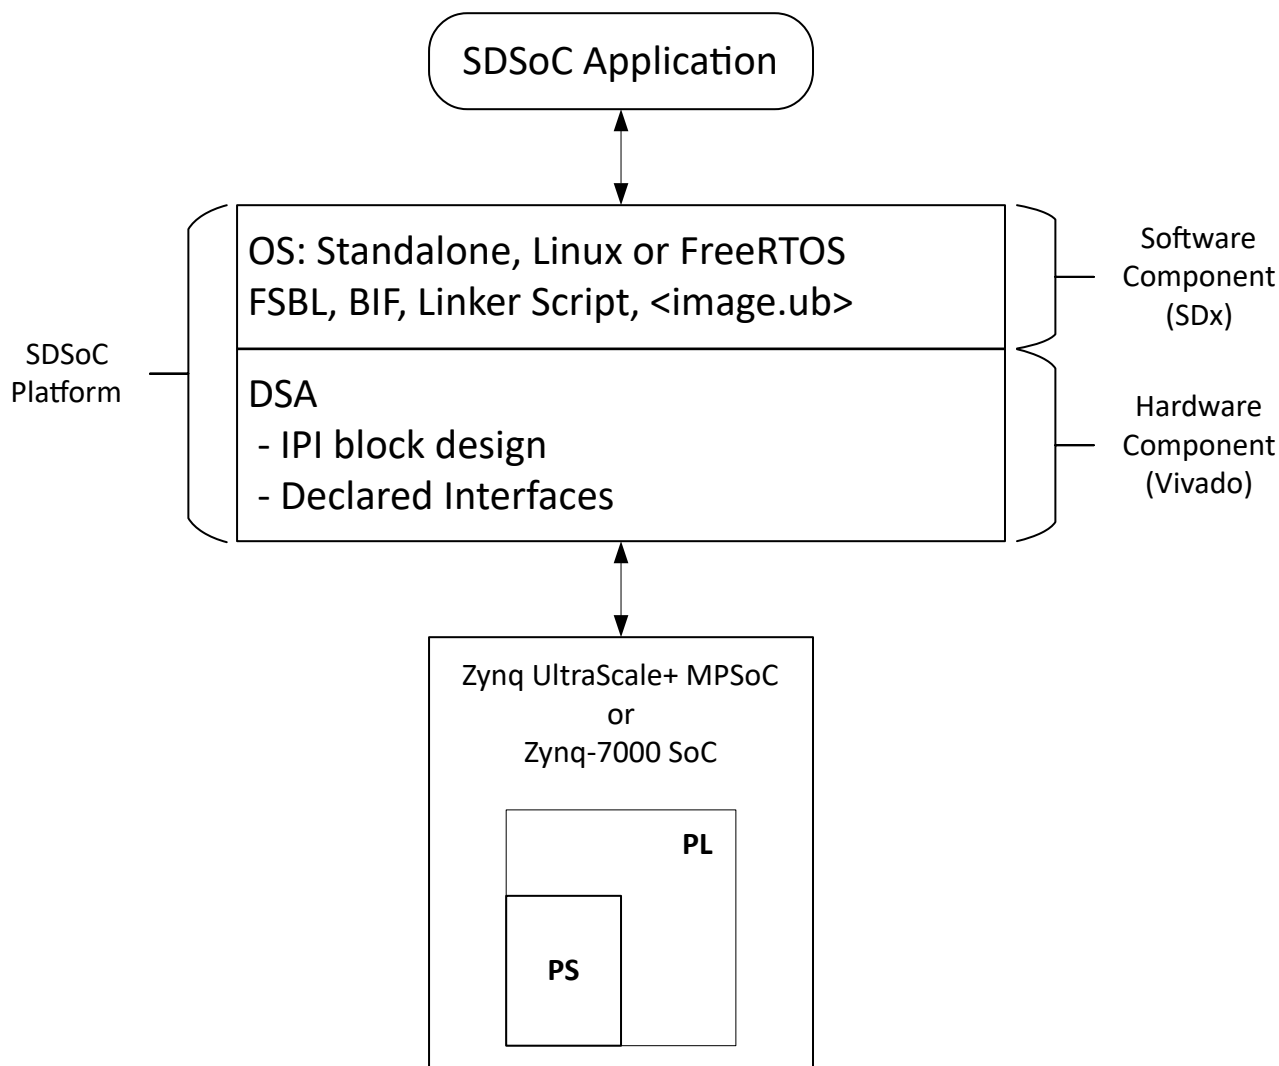 SDSoC Application
OS: Standalone, Linux or FreeRTOS
FSBL, BIF, Linker Script, <image.ub>
Software
Component
(SDx)
SDSoC
Platform
DSA
- IPI block design
- Declared Interfaces
Hardware
Component
(Vivado)
Zynq UltraScale+ MPSoC
or
Zynq-7000 SoC
PL
PS